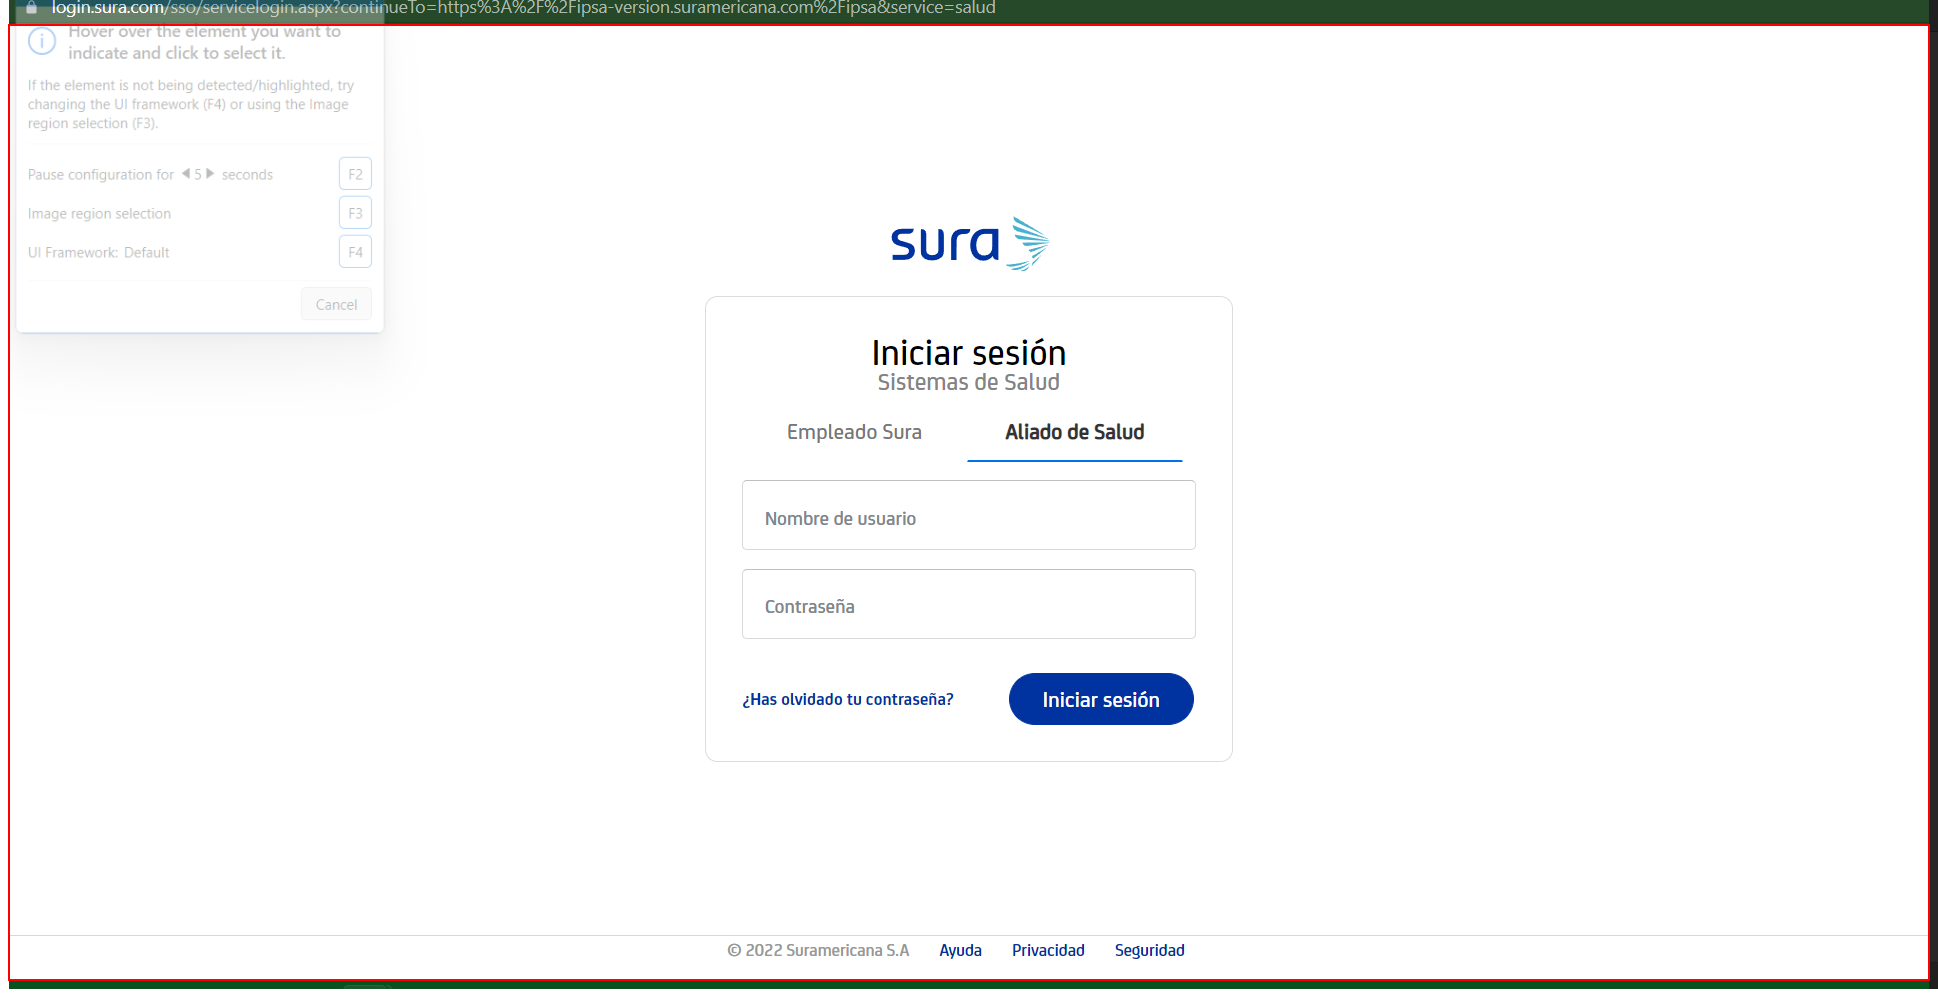 login.sura.com/sso/servicelogin.aspx?continueTo=https%3A%2F%2Fipsa-version.suramericana.com%2Fipsa&service=salud
Hover over the element you want to
indicate and click to select it.
If the element is not being detected/highlighted, try
changing the UI framework (F4) or using the Image
region selection (F3).
Pause configuration for 5 seconds F2
Image region selection F3
UI Framework: Default F4
Cancel
sura
Iniciar sesión
Sistemas de Salud
Empleado Sura Aliado de Salud
Nombre de usuario
Contraseña
¿Has olvidado tu contraseña? Iniciar sesión
© 2022 Suramericana S.A Ayuda Privacidad Seguridad